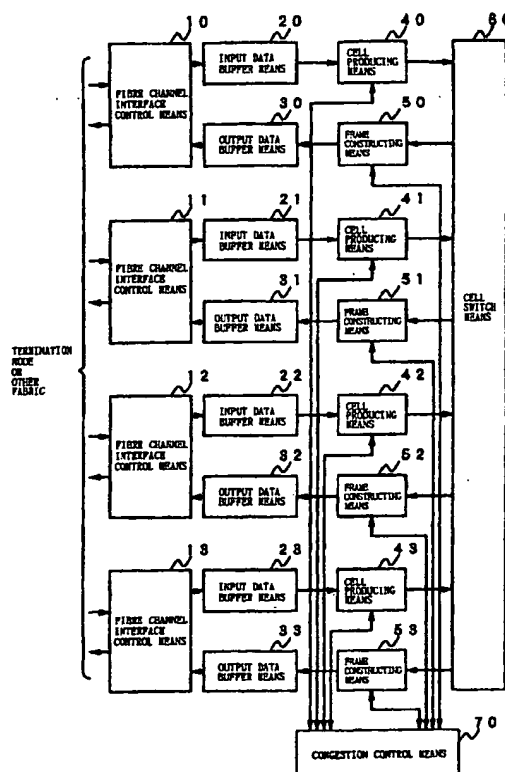 10
20
40
60
FIBRE CHANNEL
INTERFACE
CONTROL MEANS
INPUT DATA
BUFFER MEANS
CELL
PRODUCING
MEANS
30
50
OUTPUT DATA
BUFFER MEANS
FRAME
CONSTRUCTING
MEANS
11
21
41
FIBRE CHANNEL
INTERFACE
CONTROL MEANS
INPUT DATA
BUFFER MEANS
CELL
PRODUCING
MEANS
31
51
OUTPUT DATA
BUFFER MEANS
FRAME
CONSTRUCTING
MEANS
CELL
SWITCH
MEANS
TERMINATION
NODE
OR
OTHER
FABRIC
12
22
42
FIBRE CHANNEL
INTERFACE
CONTROL MEANS
INPUT DATA
BUFFER MEANS
CELL
PRODUCING
MEANS
32
52
OUTPUT DATA
BUFFER MEANS
FRAME
CONSTRUCTING
MEANS
13
23
43
FIBRE CHANNEL
INTERFACE
CONTROL MEANS
INPUT DATA
BUFFER MEANS
CELL
PRODUCING
MEANS
33
53
OUTPUT DATA
BUFFER MEANS
FRAME
CONSTRUCTING
MEANS
70
CONGESTION CONTROL MEANS